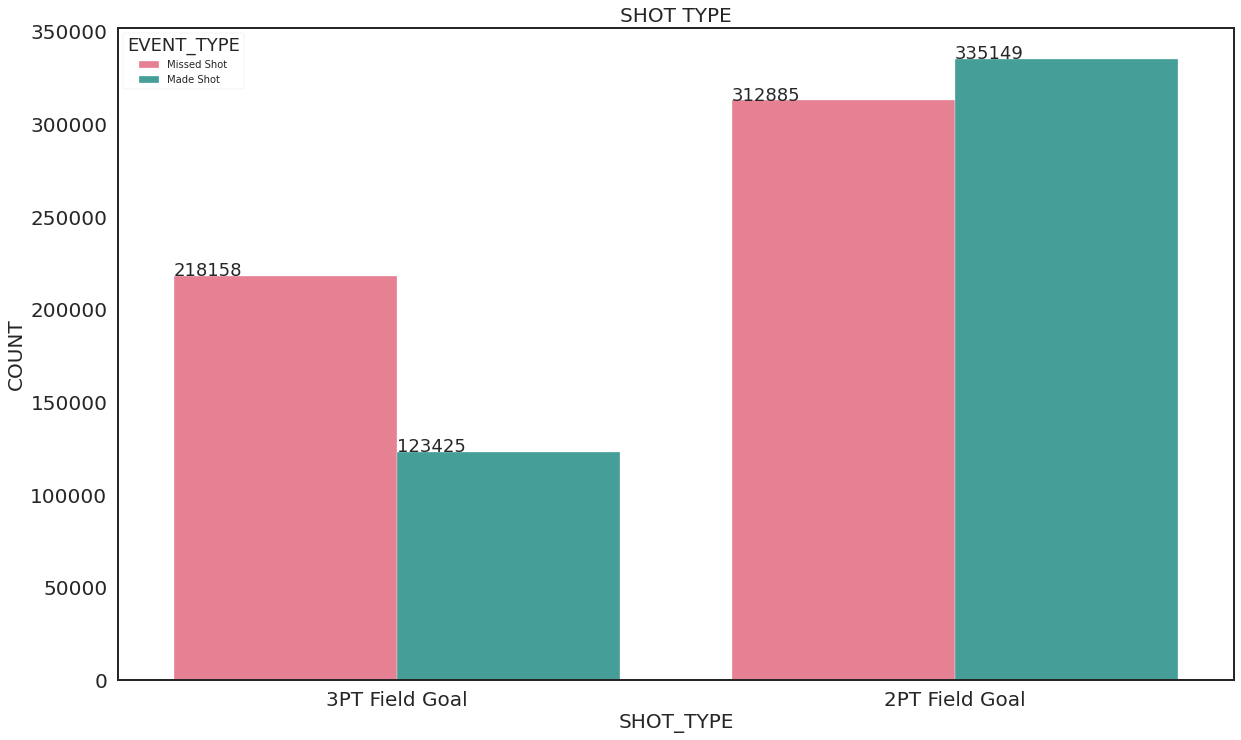 SHOT TYPE
EVENT_TYPE
Missed Shot
Made Shot
COUNT
350000
300000
250000
200000
150000
100000
50000
0
218158
123425
312885
335149
3PT Field Goal
2PT Field Goal
SHOT_TYPE